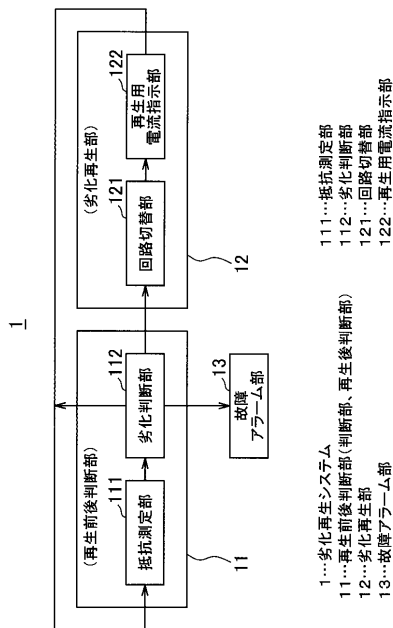 1
(再生前後判断部)
111
抵抗測定部
112
劣化判断部
11
13
故障
アラーム部
(劣化再生部)
121
回路切替部
122
再生用
電流指示部
12
1…劣化再生システム
11…再生前後判断部(判断部、再生後判断部)
12…劣化再生部
13…故障アラーム部
111…抵抗測定部
112…劣化判断部
121…回路切替部
122…再生用電流指示部